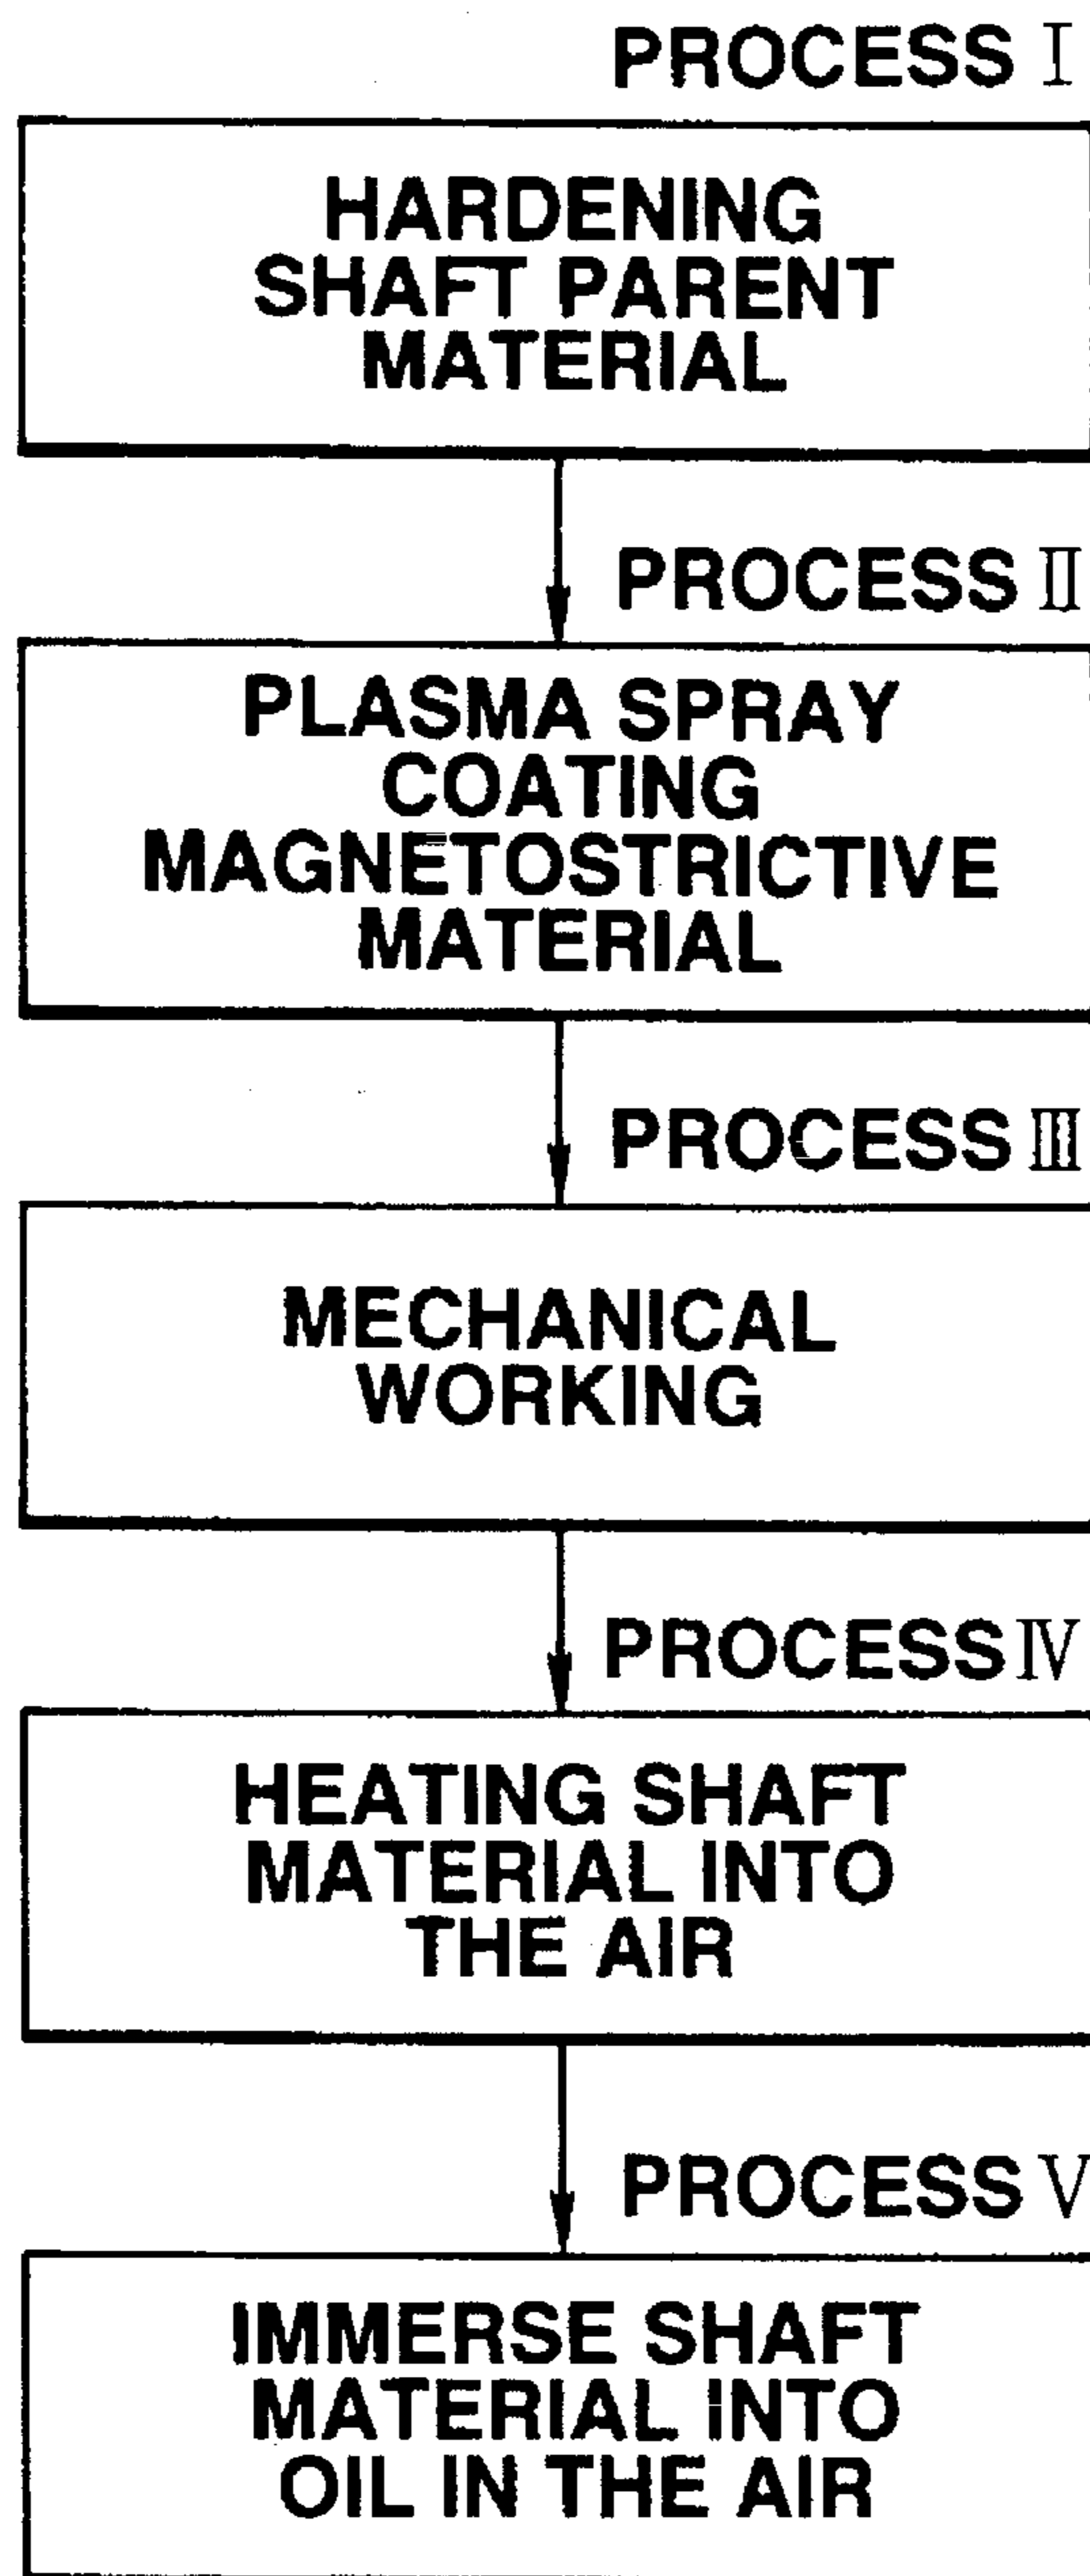 PROCESS I
HARDENING
SHAFT PARENT
MATERIAL
PROCESS II
PLASMA SPRAY
COATING
MAGNETOSTRICTIVE
MATERIAL
PROCESS III
MECHANICAL
WORKING
PROCESS IV
HEATING SHAFT
MATERIAL INTO
THE AIR
PROCESS V
IMMERSE SHAFT
MATERIAL INTO
OIL IN THE AIR